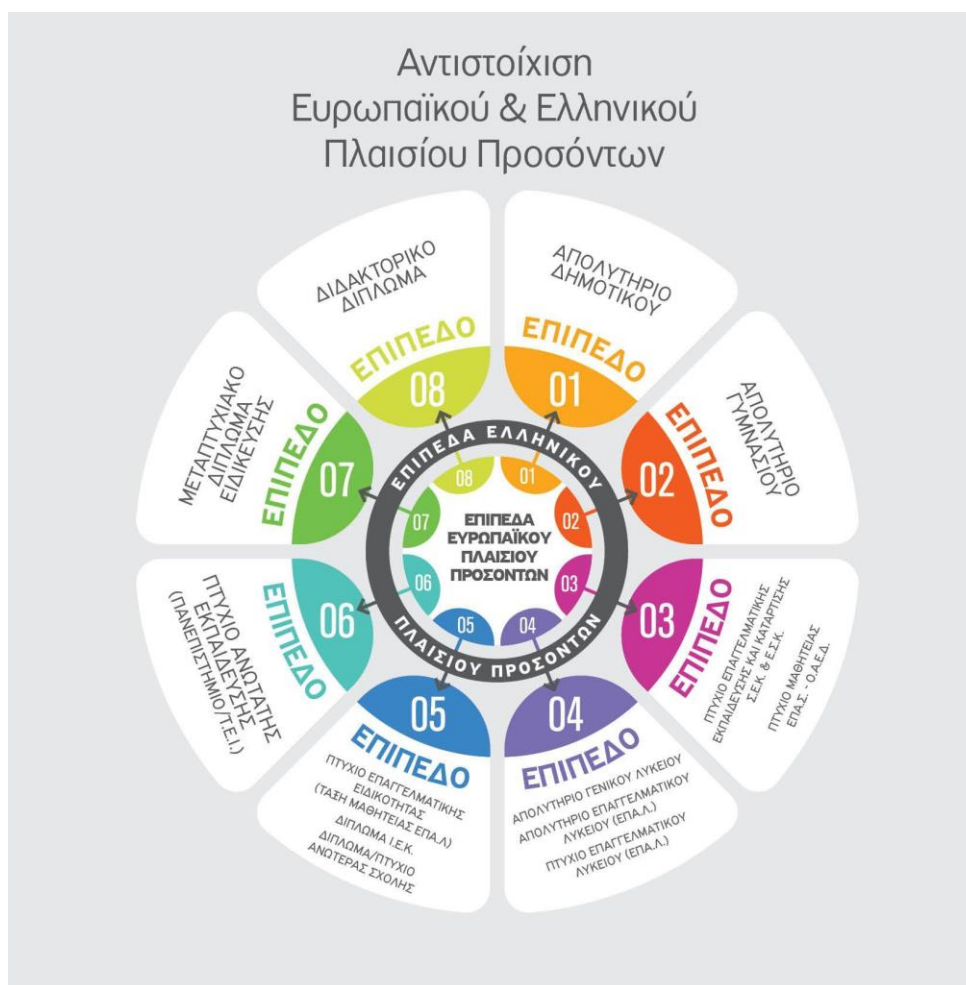 Αντιστοίχιση
Ευρωπαϊκού & Ελληνικού
Πλαισίου Προσόντων
ΑΠΟΛΥΤΗΡΙΟ
ΔΗΜΟΤΙΚΟΥ
ΕΠΙΠΕΔΟ
01
ΑΠΟΛΥΤΗΡΙΟ
ΓΥΜΝΑΣΙΟΥ
ΕΠΙΠΕΔΟ
02
ΠΤΥΧΙΟ ΕΠΑΓΓΕΛΜΑΤΙΚΗΣ
ΕΚΠΑΙΔΕΥΣΗΣ ΚΑΙ ΚΑΤΑΡΤΙΣΗΣ
Σ.Ε.Κ. & Ε.Σ.Κ.
ΠΤΥΧΙΟ ΜΑΘΗΤΕΙΑΣ
ΕΠΑ.Σ. - Ο.Α.Ε.Δ.
ΕΠΙΠΕΔΟ
03
04
ΕΠΙΠΕΔΟ
ΑΠΟΛΥΤΗΡΙΟ ΓΕΝΙΚΟΥ ΛΥΚΕΙΟΥ
ΑΠΟΛΥΤΗΡΙΟ ΕΠΑΓΓΕΛΜΑΤΙΚΟΥ
ΛΥΚΕΙΟΥ (ΕΠΑ.Λ.)
ΠΤΥΧΙΟ ΕΠΑΓΓΕΛΜΑΤΙΚΟΥ
ΛΥΚΕΙΟΥ (ΕΠΑ.Λ.)
05
ΕΠΙΠΕΔΟ
ΠΤΥΧΙΟ ΕΠΑΓΓΕΛΜΑΤΙΚΗΣ
ΕΙΔΙΚΟΤΗΤΑΣ
(ΤΑΞΗ ΜΑΘΗΤΕΙΑΣ ΕΠΑ.Λ)
ΔΙΠΛΩΜΑ Ι.Ε.Κ.
ΔΙΠΛΩΜΑ/ΠΤΥΧΙΟ
ΑΝΩΤΕΡΑΣ ΣΧΟΛΗΣ
06
ΕΠΙΠΕΔΟ
ΠΤΥΧΙΟ ΑΝΩΤΑΤΗΣ
ΕΚΠΑΙΔΕΥΣΗΣ
(ΠΑΝΕΠΙΣΤΗΜΙΟ/Τ.Ε.Ι.)
ΜΕΤΑΠΤΥΧΙΑΚΟ
ΔΙΠΛΩΜΑ
ΕΙΔΙΚΕΥΣΗΣ
ΕΠΙΠΕΔΟ
07
ΔΙΔΑΚΤΟΡΙΚΟ
ΔΙΠΛΩΜΑ
ΕΠΙΠΕΔΟ
08
ΕΠΙΠΕΔΑ ΕΛΛΗΝΙΚΟΥ
ΠΛΑΙΣΙΟΥ ΠΡΟΣΟΝΤΩΝ
01
02
03
04
05
06
07
08
ΕΠΙΠΕΔΑ
ΕΥΡΩΠΑΪΚΟΥ
ΠΛΑΙΣΙΟΥ
ΠΡΟΣΟΝΤΩΝ